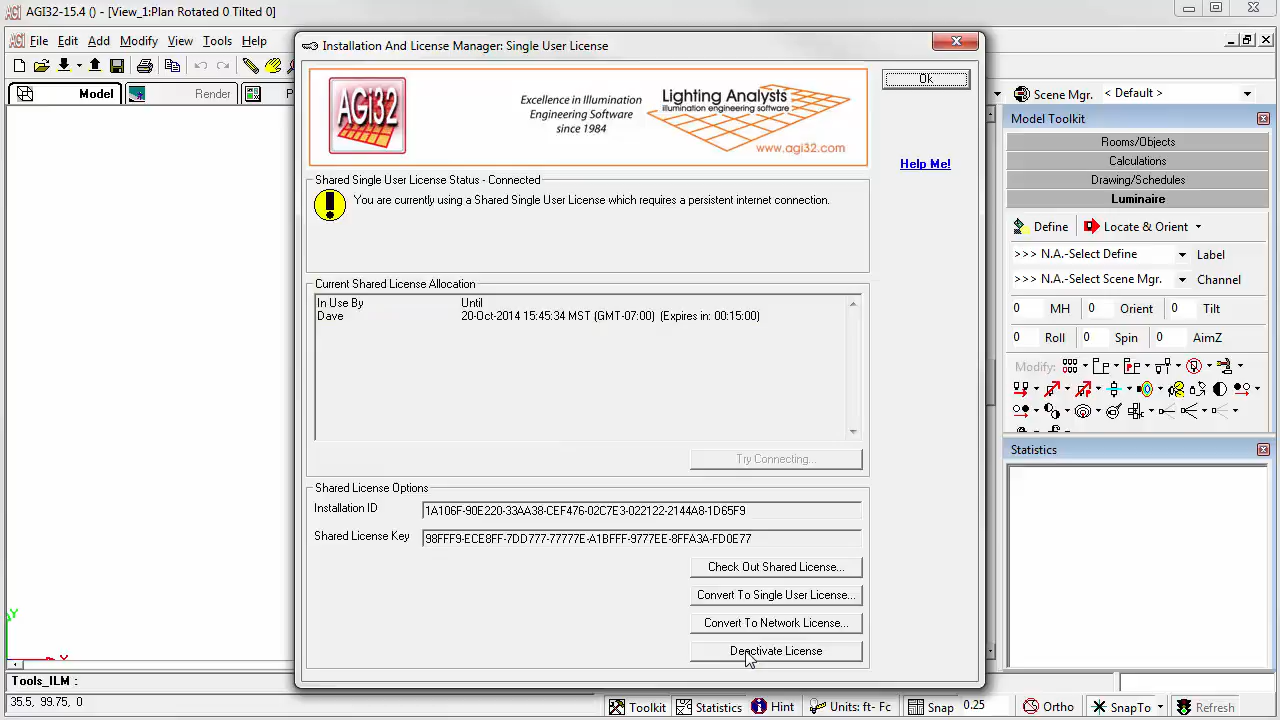 AGI32-15.4 () - [View_1:Plan Rotated 0 Tilted 0]
File Edit Add Modify View Tools Help
Model Render
Scene Mgr. < Default >
Installation And License Manager: Single User License
AGi32
Excellence in Illumination
Engineering Software
since 1984
Lighting Analysts
illumination engineering software
www.agi32.com
Ok
Help Me!
Shared Single User License Status - Connected
You are currently using a Shared Single User License which requires a persistent internet connection.
Current Shared License Allocation
In Use By Until
Dave 20-Oct-2014 15:45:34 MST (GMT-07:00) (Expires in: 00:15:00)
Try Connecting...
Shared License Options
Installation ID 1A106F-90E220-33AA38-CEF476-02C7E3-022122-2144A8-1D65F9
Shared License Key 98FFF9-ECE8FF-7DD777-77777E-A1BFFF-9777EE-8FFA3A-FD0E77
Check Out Shared License...
Convert To Single User License...
Convert To Network License...
Deactivate License
Model Toolkit
Rooms/Objects
Calculations
Drawing/Schedules
Luminaire
Define Locate & Orient
>>> N.A.-Select Define Label
>>> N.A.-Select Scene Mgr. Channel
0 MH 0 Orient 0 Tilt
0 Roll 0 Spin 0 AimZ
Modify:
Statistics
Y
X
Tools_ILM:
35.5, 99.75, 0
Toolkit Statistics Hint Units: ft- Fc Snap 0.25 Ortho SnapTo Refresh